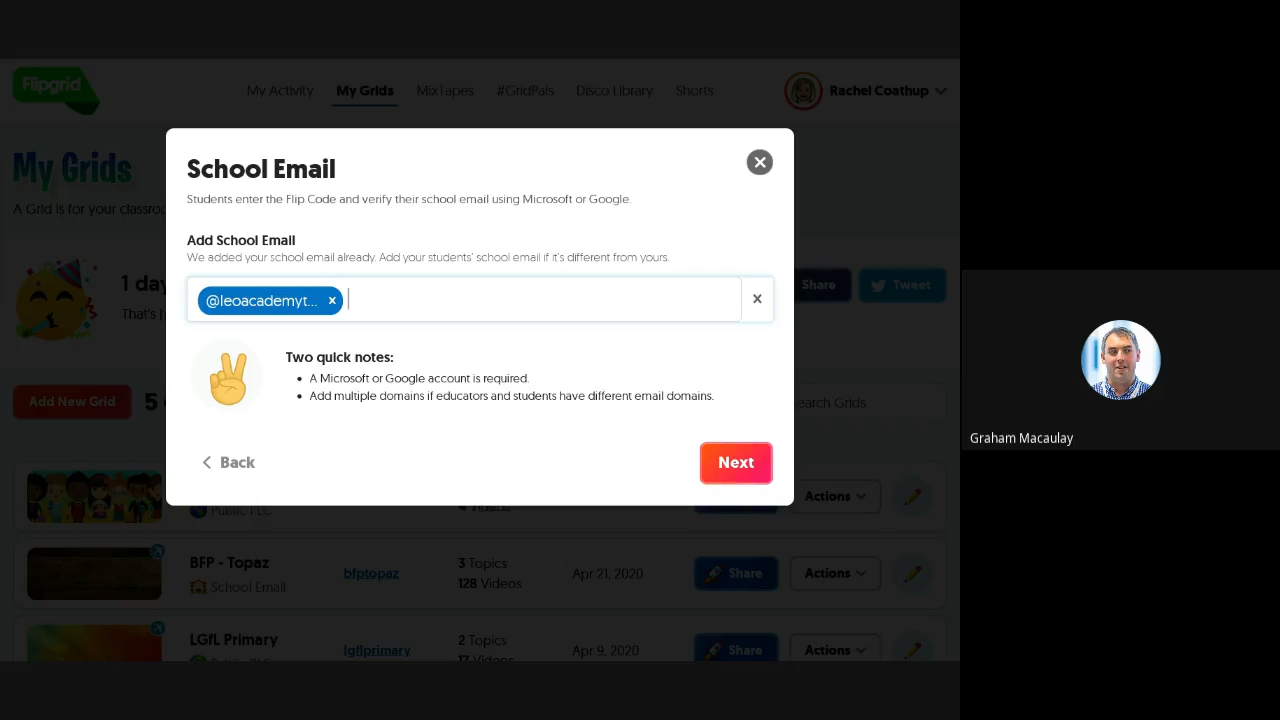 Flipgrid
My Activity
My Grids
MixTapes
#GridPals
Disco Library
Shorts
Rachel Coathup
My Grids
A Grid is for your classro
School Email
Students enter the Flip Code and verify their school email using Microsoft or Google.
Add School Email
We added your school email already. Add your students' school email if it's different from yours.
@leoacademyt...
1 day
That's
Share
Tweet
Two quick notes:
• A Microsoft or Google account is required.
• Add multiple domains if educators and students have different email domains.
Add New Grid
5
earch Grids
Back
Next
Actions
BFP - Topaz
School Email
bfptopaz
3 Topics
128 Videos
Apr 21, 2020
Share
Actions
LGfL Primary
lgflprimary
2 Topics
17 Videos
Apr 9, 2020
Share
Actions
Graham Macaulay